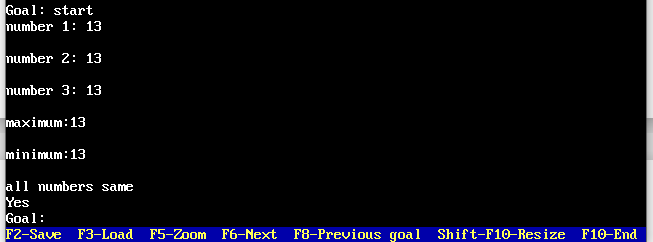 Goal: start
number 1: 13
number 2: 13
number 3: 13
maximum:13
minimum:13
all numbers same
Yes
Goal:
F2-Save F3-Load F5-Zoom F6-Next F8-Previous goal Shift-F10-Resize F10-End